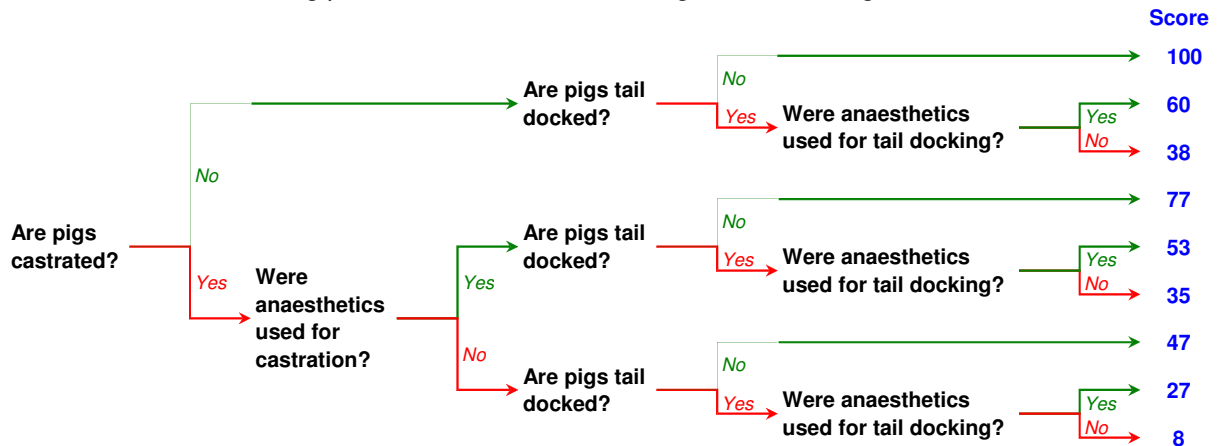 Score
100
No
Are pigs tail
docked?
Yes
Were anaesthetics
used for tail docking?
Yes
60
No
38
No
77
No
Are pigs
castrated?
Yes
Were
anaesthetics
used for
castration?
Yes
Are pigs tail
docked?
Yes
Were anaesthetics
used for tail docking?
Yes
53
No
35
No
47
No
Are pigs tail
docked?
Yes
Were anaesthetics
used for tail docking?
Yes
27
No
8